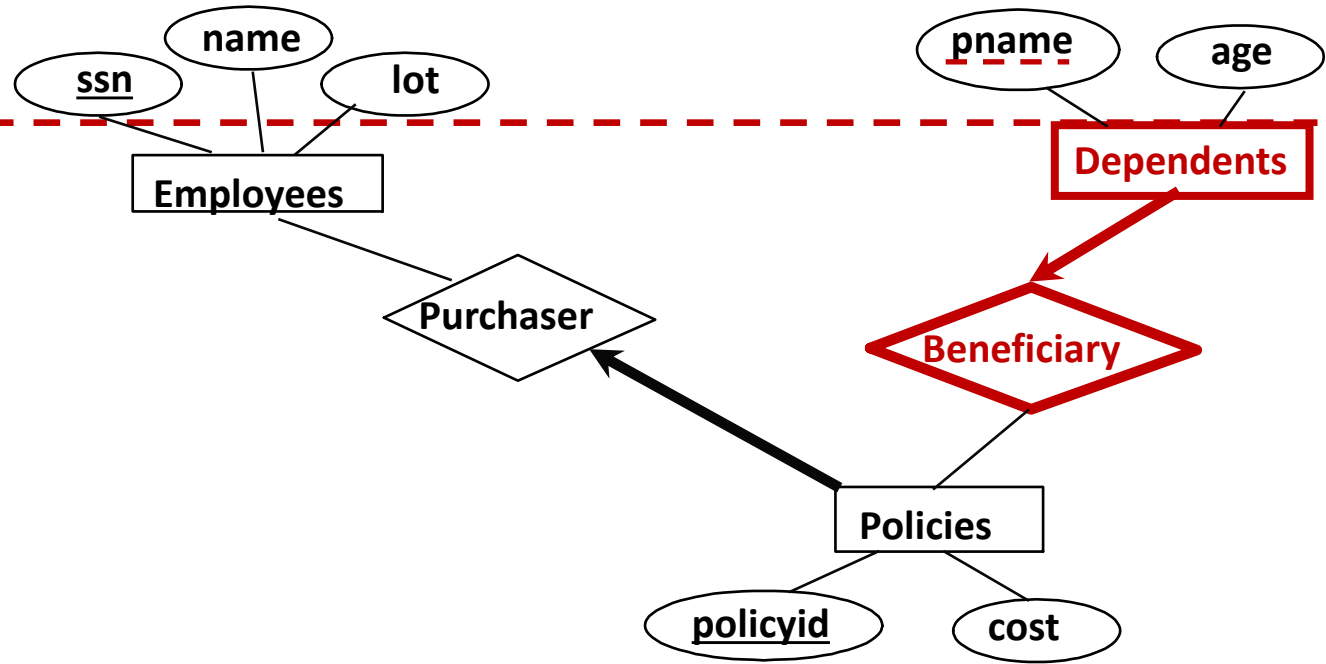 name
ssn
lot
pname
age
Employees
Dependents
Purchaser
Beneficiary
Policies
policyid
cost